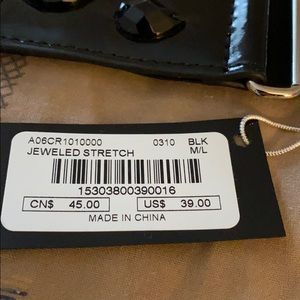 A06CR1010000 0310 BLK
JEWELED STRETCH M/L
15303800390016
CN$ 45.00 US$ 39.00
MADE IN CHINA